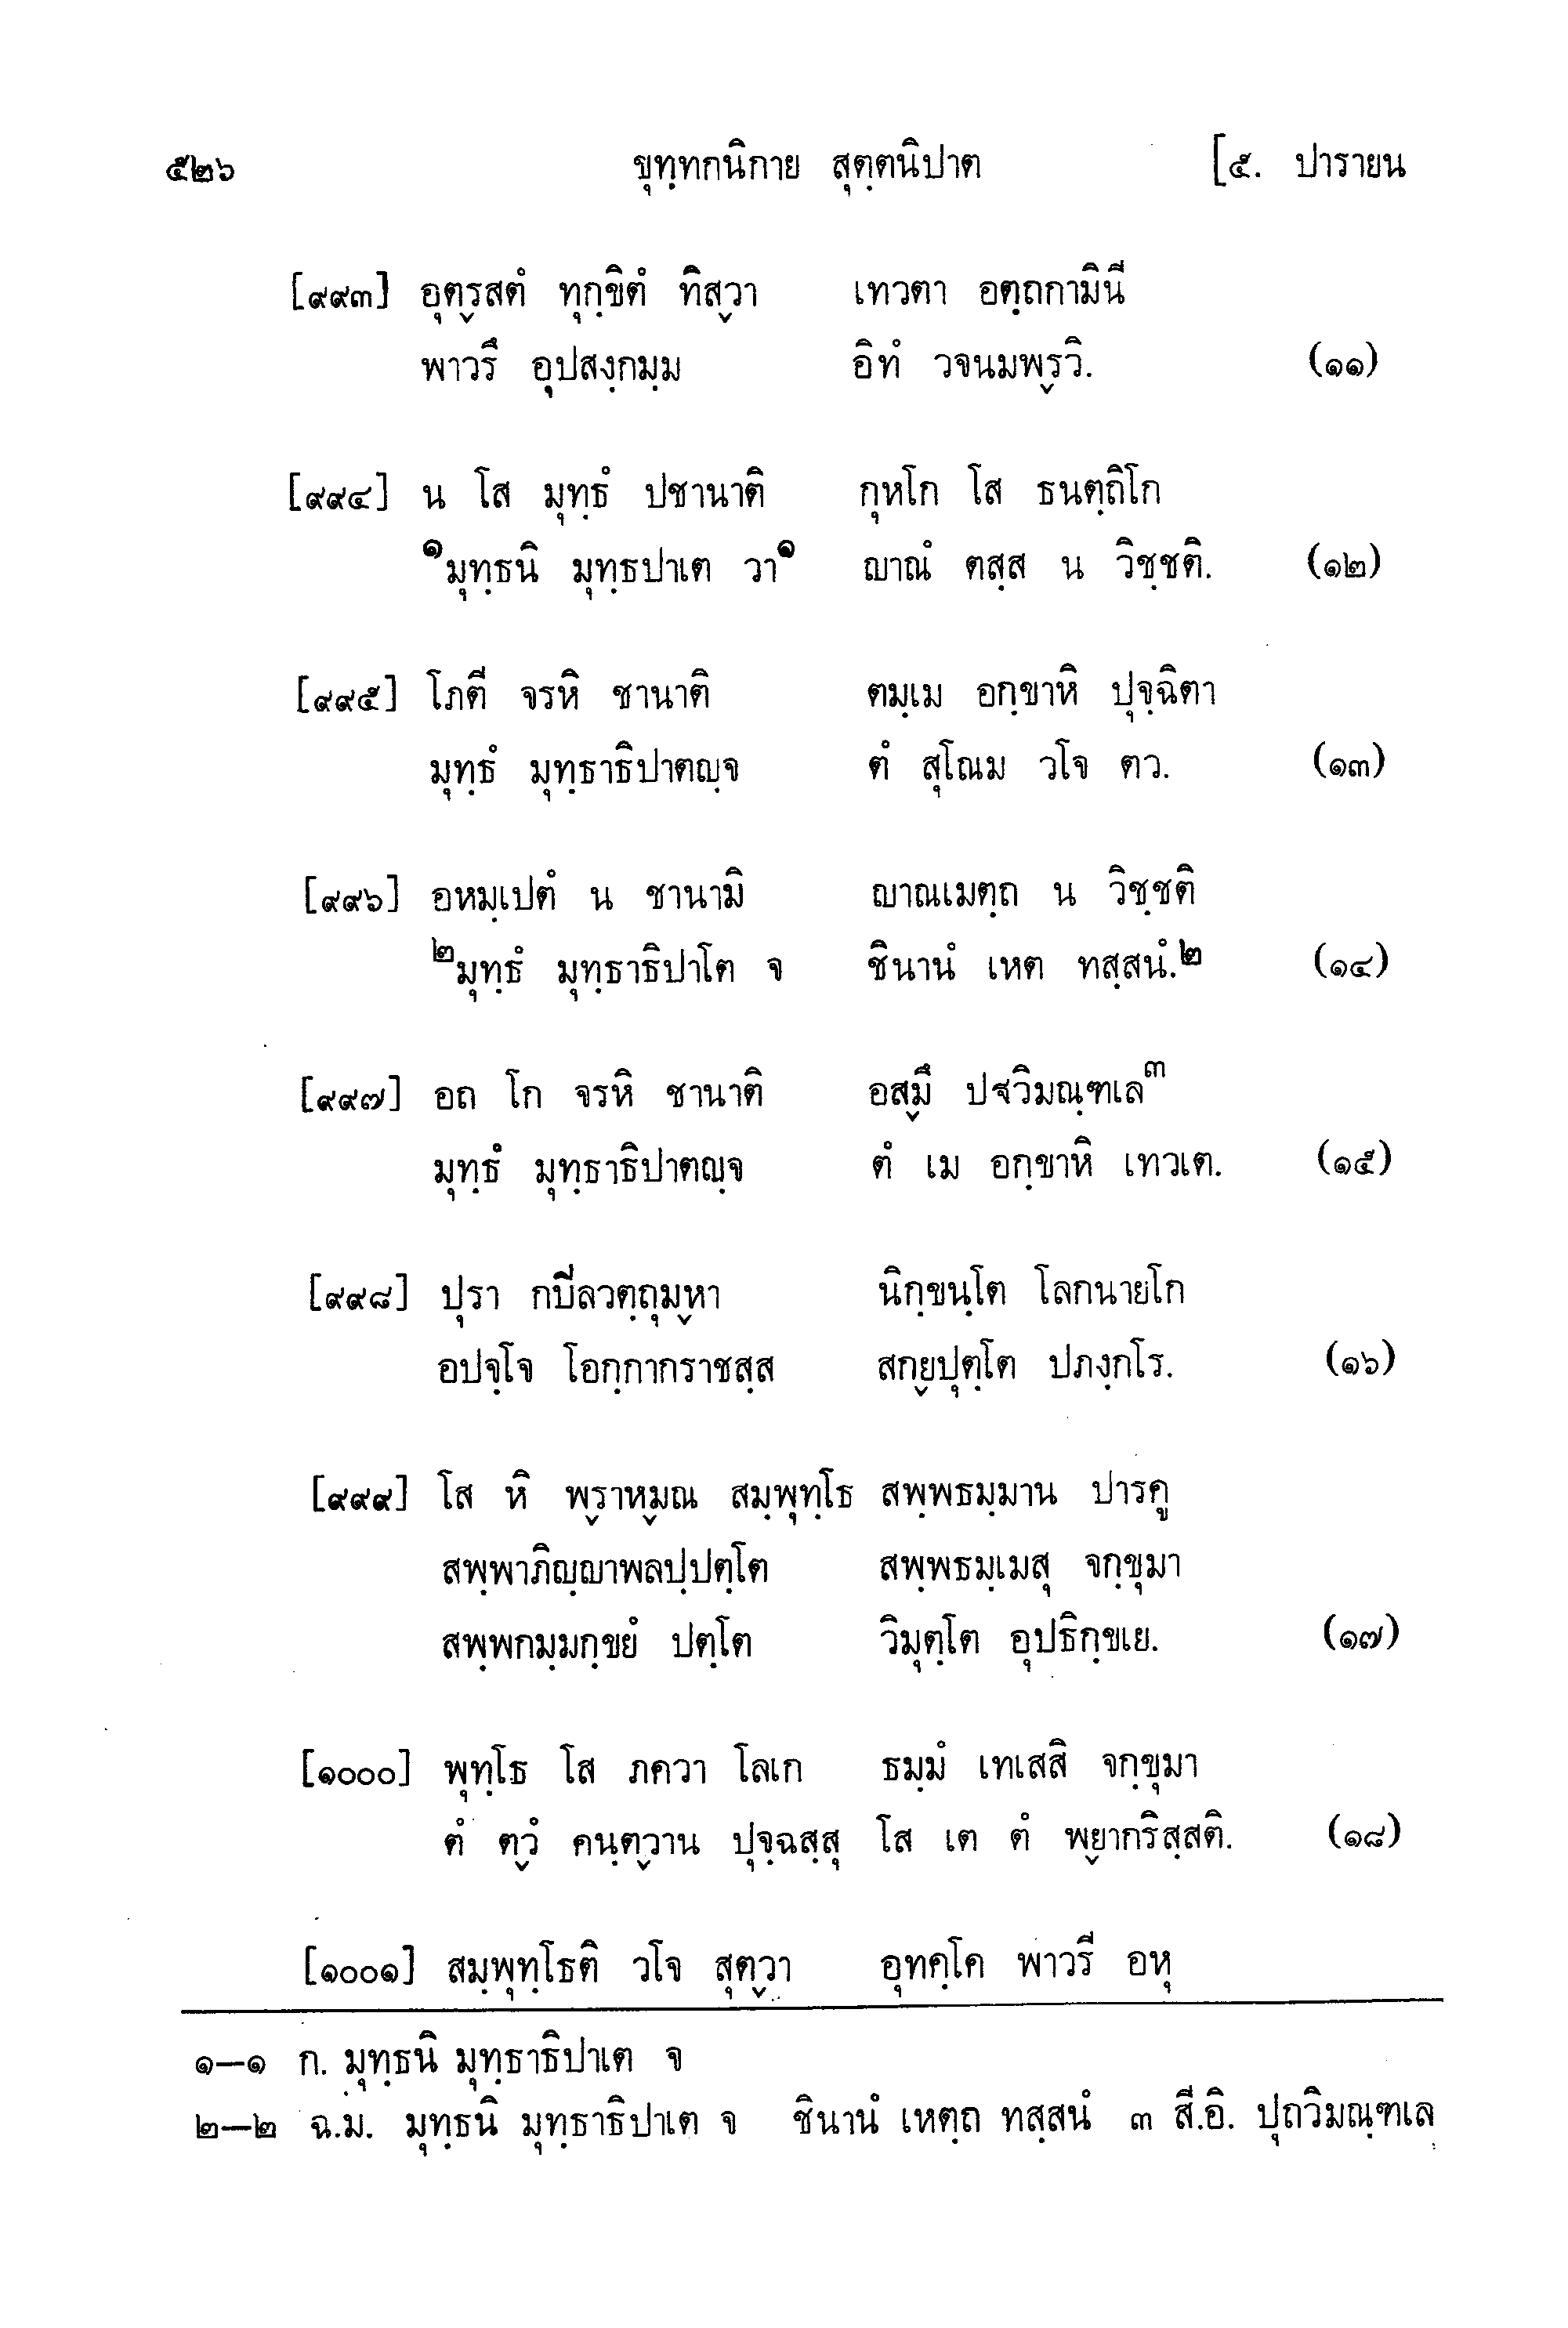 ๕๒๖ ขุทฺทกนิกาย สุตฺตนิปาต [๕. ปารายน
[๙๙๓] อุตฺรสตํ ทุกฺขิตํ ทิสฺวา เทวตา อตฺถกามินี
พาวรึ อุปสงฺกมฺม อิทํ วจนมพฺรวิ. (๑๑)
[๙๙๔] น โส มุทฺธํ ปชานาติ กุหโก โส ธนตฺถิโก
๑มุทฺธนิ มุทฺธปาเต วา๑ ญาณํ ตสฺส น วิชฺชติ. (๑๒)
[๙๙๕] โภตี จรหิ ชานาติ ตมฺเม อกฺขาหิ ปุจฺฉิตา
มุทฺธํ มุทฺธาธิปาตญฺจ ตํ สุโณม วโจ ตว. (๑๓)
[๙๙๖] อหมฺเปตํ น ชานามิ ญาณเมตฺถ น วิชฺชติ
๒มุทฺธํ มุทฺธาธิปาโต จ ชินานํ เหต ทสฺสนํ.๒ (๑๔)
[๙๙๗] อถ โก จรหิ ชานาติ อสฺมึ ปฐวิมณฺฑเล๓
มุทฺธํ มุทฺธาธิปาตญฺจ ตํ เม อกฺขาหิ เทวเต. (๑๕)
[๙๙๘] ปุรา กปิลวตฺถุมฺหา นิกฺขนฺโต โลกนายโก
อปจฺโจ โอกฺกากราชสฺส สกฺยปุตฺโต ปภงฺกโร. (๑๖)
[๙๙๙] โส หิ พฺราหฺมณ สมฺพุทฺโธ สพฺพธมฺมาน ปารคู
สพฺพาภิญฺญาพลปฺปตฺโต สพฺพธมฺเมสุ จกฺขุมา
สพฺพกมฺมกฺขยํ ปตฺโต วิมุตฺโต อุปธิกฺขเย. (๑๗)
[๑๐๐๐] พุทฺโธ โส ภควา โลเก ธมฺมํ เทเสสิ จกฺขุมา
ตํ ตฺวํ คนฺตฺวาน ปุจฺฉสฺสุ โส เต ตํ พฺยากริสฺสติ. (๑๘)
[๑๐๐๑] สมฺพุทฺโธติ วโจ สุตฺวา อุทคฺโค พาวรี อหุ
๑—๑ ก. มุทฺธนิ มุทฺธาธิปาเต จ
๒—๒ ฉ.ม. มุทฺธนิ มุทฺธาธิปาเต จ ชินานํ เหตฺถ ทสฺสนํ ๓ สี.อิ. ปุถวิมณฺฑเล